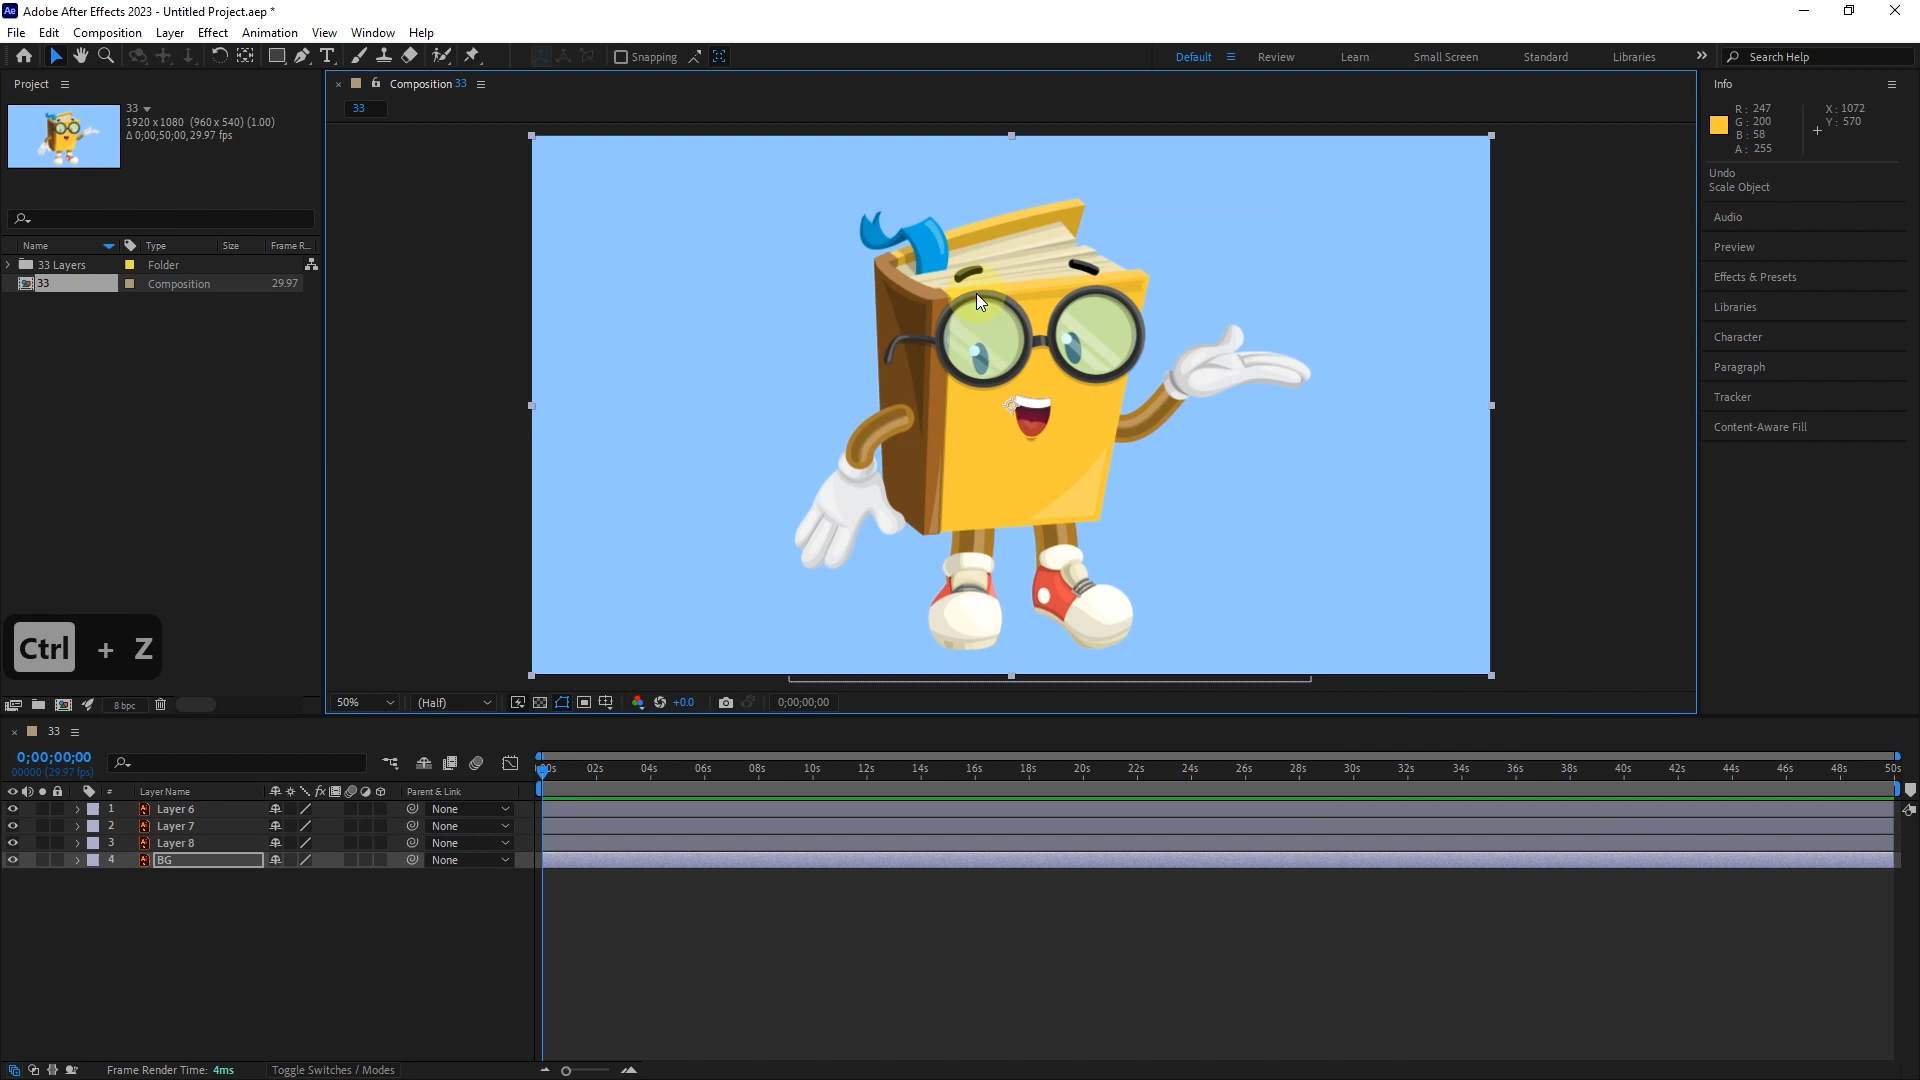 Ae Adobe After Effects 2023 - Untitled Project.aep *
File Edit Composition Layer Effect Animation View Window Help
Snapping
Default Review Learn Small Screen Standard Libraries
Search Help
Project
33
1920 x 1080 (960 x 540) (1.00)
Δ 0;00;50;00, 29.97 fps
Name Type Size Frame R...
33 Layers Folder
33 Composition 29.97
Ctrl + Z
8 bpc
Composition 33
33
50% (Half) +0.0 0;00;00;00
Info
R: 247
G: 200
B: 58
A: 255
X: 1072
Y: 570
Undo
Scale Object
Audio
Preview
Effects & Presets
Libraries
Character
Paragraph
Tracker
Content-Aware Fill
33
0;00;00;00
00000 (29.97 fps)
# Layer Name fx Parent & Link
1 Ai Layer 6 None
2 Ai Layer 7 None
3 Ai Layer 8 None
4 Ai BG None
00s 02s 04s 06s 08s 10s 12s 14s 16s 18s 20s 22s 24s 26s 28s 30s 32s 34s 36s 38s 40s 42s 44s 46s 48s 50s
Frame Render Time: 4ms Toggle Switches / Modes